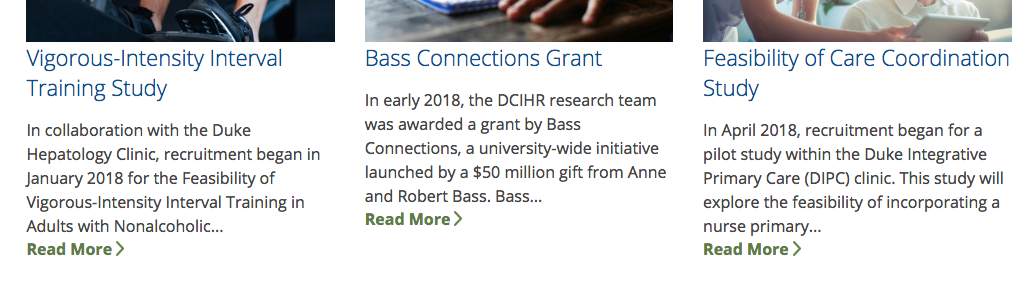 Vigorous-Intensity Interval
Training Study
In collaboration with the Duke
Hepatology Clinic, recruitment began in
January 2018 for the Feasibility of
Vigorous-Intensity Interval Training in
Adults with Nonalcoholic...
Read More
Bass Connections Grant
In early 2018, the DCIHR research team
was awarded a grant by Bass
Connections, a university-wide initiative
launched by a $50 million gift from Anne
and Robert Bass. Bass...
Read More
Feasibility of Care Coordination
Study
In April 2018, recruitment began for a
pilot study within the Duke Integrative
Primary Care (DIPC) clinic. This study will
explore the feasibility of incorporating a
nurse primary...
Read More